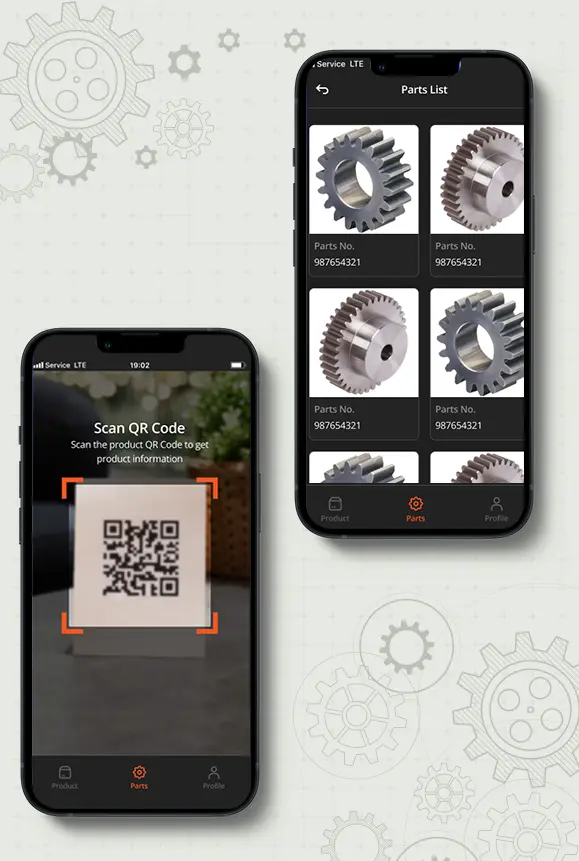 Service LTE
Parts List
Parts No.
987654321
Parts No.
987654321
Parts No.
987654321
Parts No.
987654321
Product
Parts
Profile
Service LTE
19:02
Scan QR Code
Scan the product QR Code to get
product information
Product
Parts
Profile